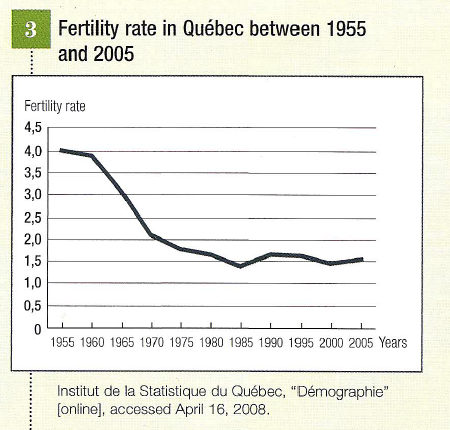 3 Fertility rate in Québec between 1955
and 2005
Fertility rate
4,5
4,0
3,5
3,0
2,5
2,0
1,5
1,0
0,5
0
1955 1960 1965 1970 1975 1980 1985 1990 1995 2000 2005 Years
Institut de la Statistique du Québec, “Démographie”
[online], accessed April 16, 2008.